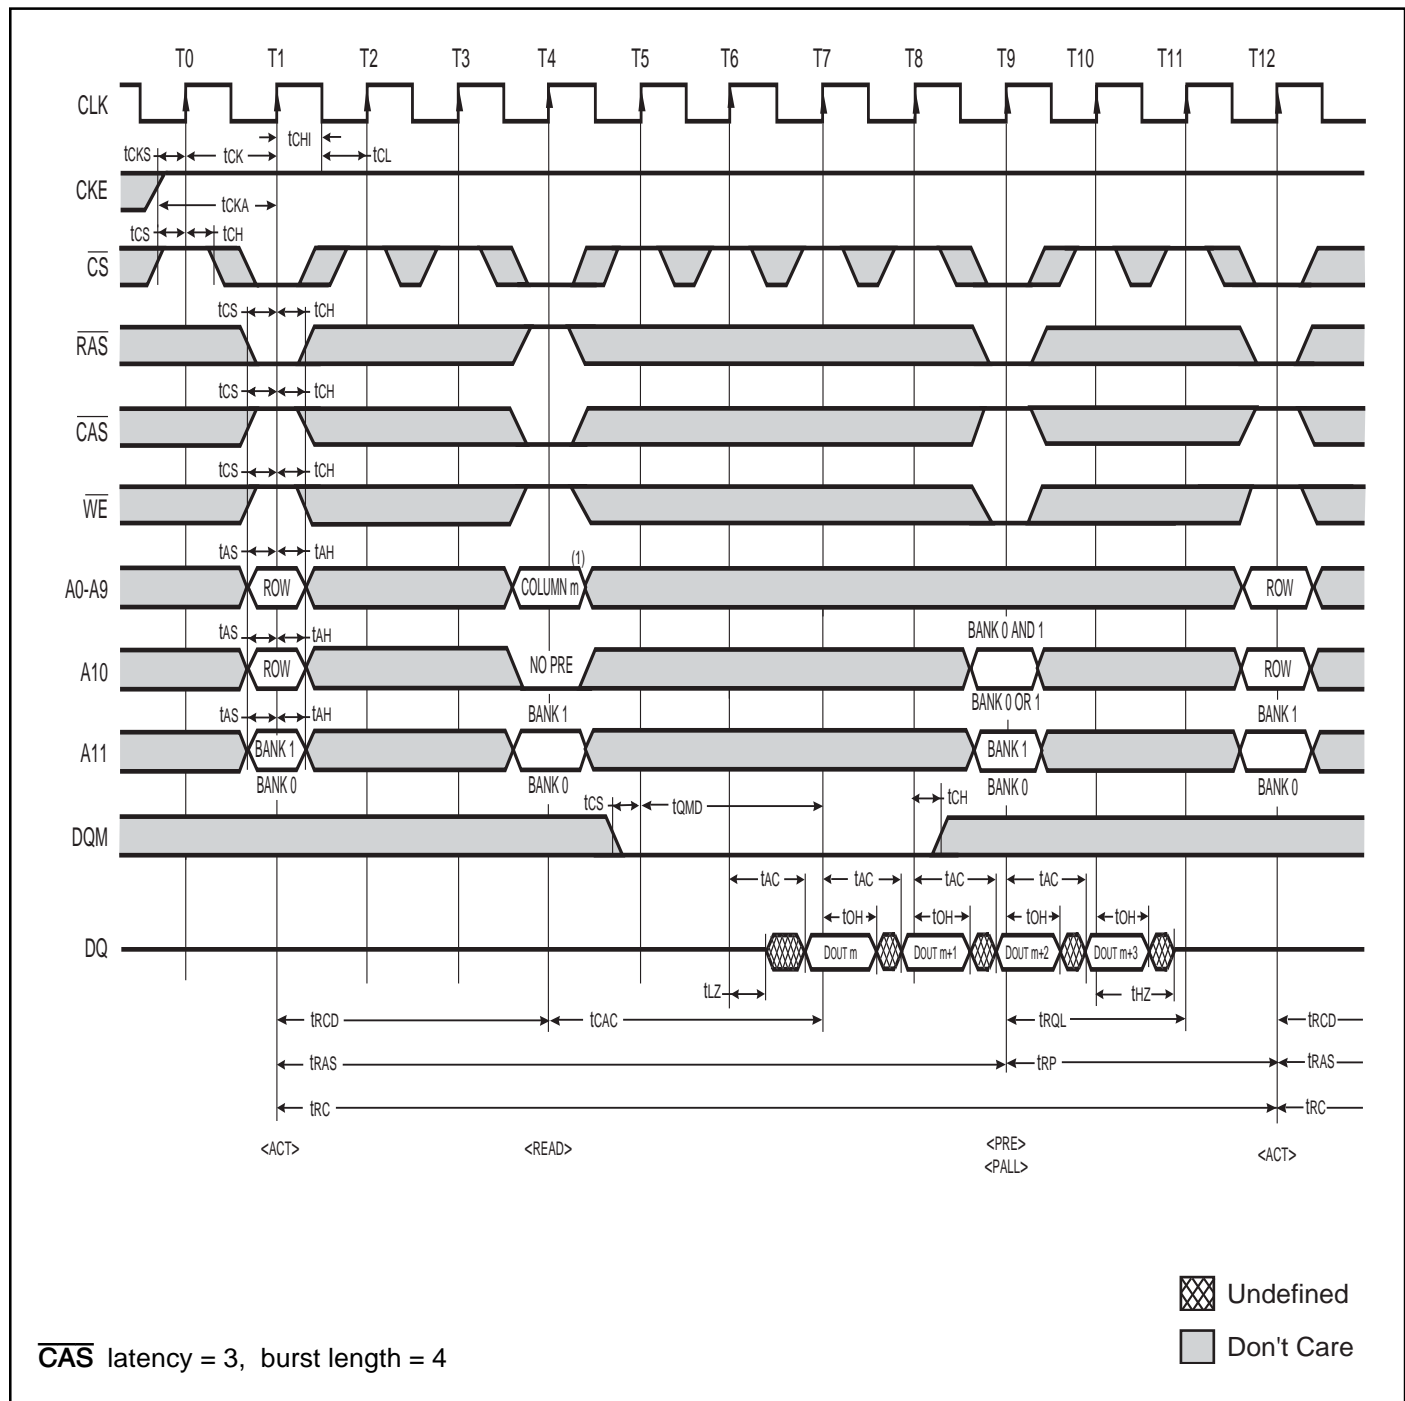 T0 T1 T2 T3 T4 T5 T6 T7 T8 T9 T10 T11 T12
CLK
tCHI
tCKS tCK tCL
CKE
tCKA
tCS tCH
CS
tCS tCH
RAS
tCS tCH
CAS
tCS tCH
WE
tAS tAH (1)
A0-A9 ROW COLUMN m ROW
tAS tAH BANK 0 AND 1
A10 ROW NO PRE ROW
BANK 0 OR 1
tAS tAH BANK 1 BANK 1
A11 BANK 1 BANK 1
BANK 0 BANK 0 BANK 0 BANK 0
tCS tQMD tCH
DQM
tAC tAC tAC tAC
tOH tOH tOH tOH
DQ DOUT m DOUT m+1 DOUT m+2 DOUT m+3
tLZ tHZ
tRCD tCAC tRQL tRCD
tRAS tRP tRAS
tRC tRC
<ACT> <READ> <PRE> <ACT>
<PALL>
Undefined
Don't Care
CAS latency = 3, burst length = 4